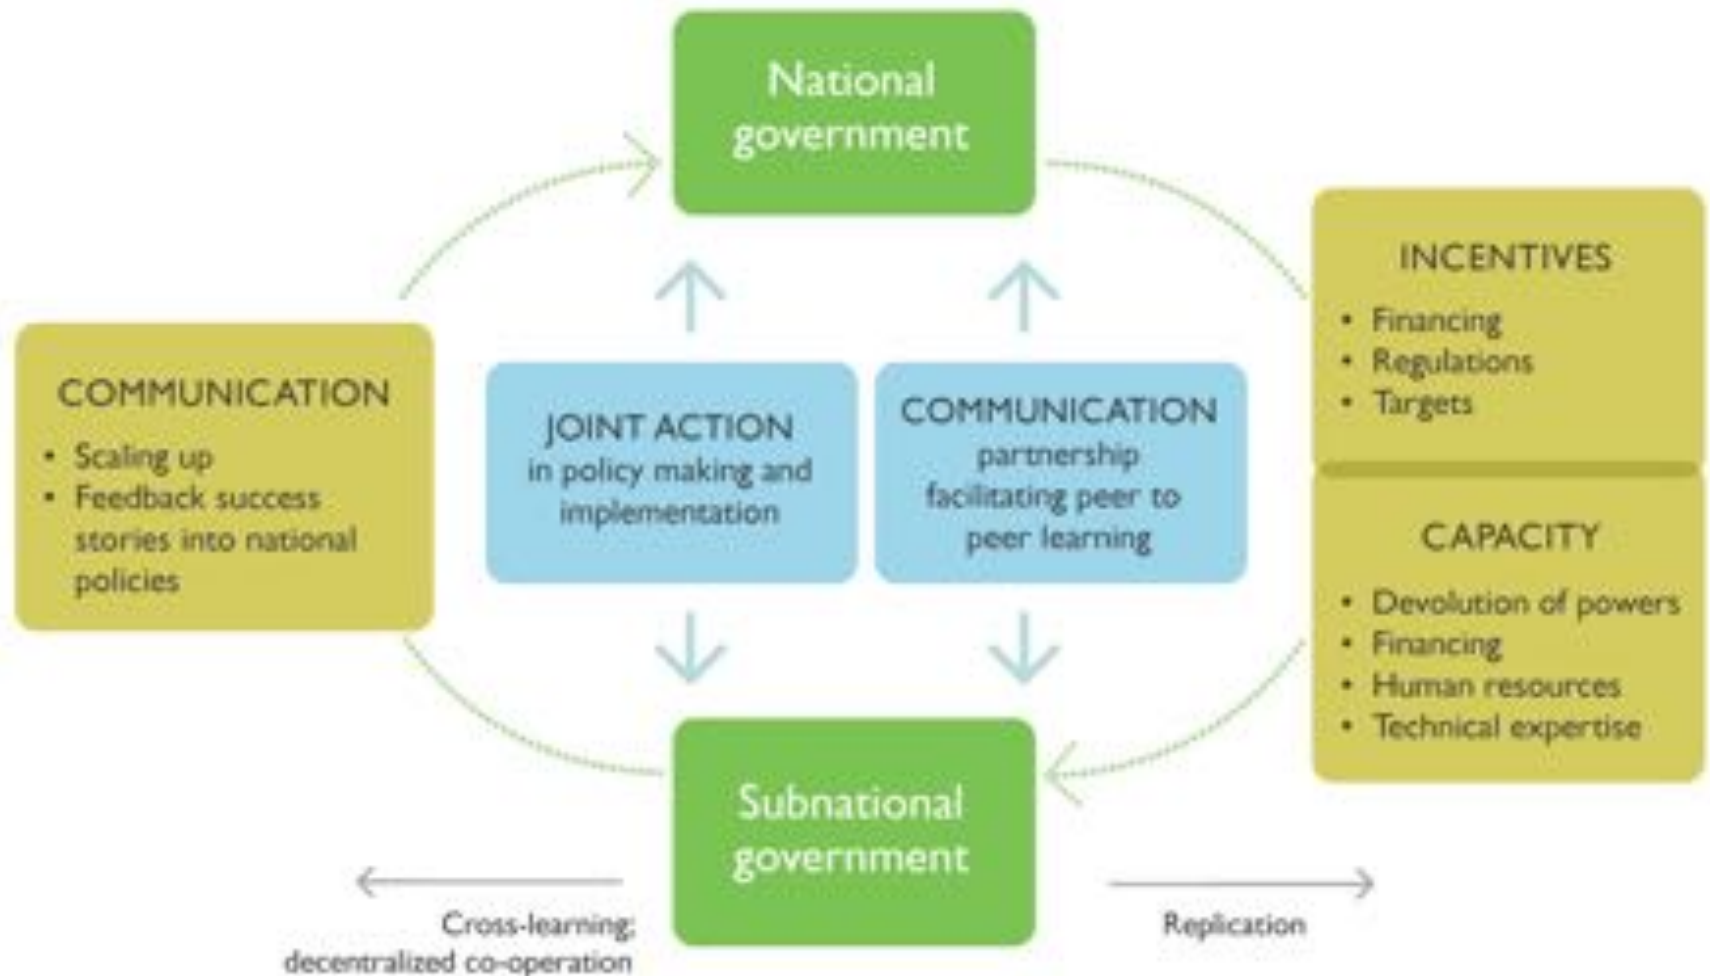 National
government
INCENTIVES
• Financing
• Regulations
• Targets
COMMUNICATION
• Scaling up
• Feedback success
stories into national
policies
JOINT ACTION
in policy making and
implementation
COMMUNICATION
partnership
facilitating peer to
peer learning
CAPACITY
• Devolution of powers
• Financing
• Human resources
• Technical expertise
Subnational
government
Cross-learning;
decentralized co-operation
Replication